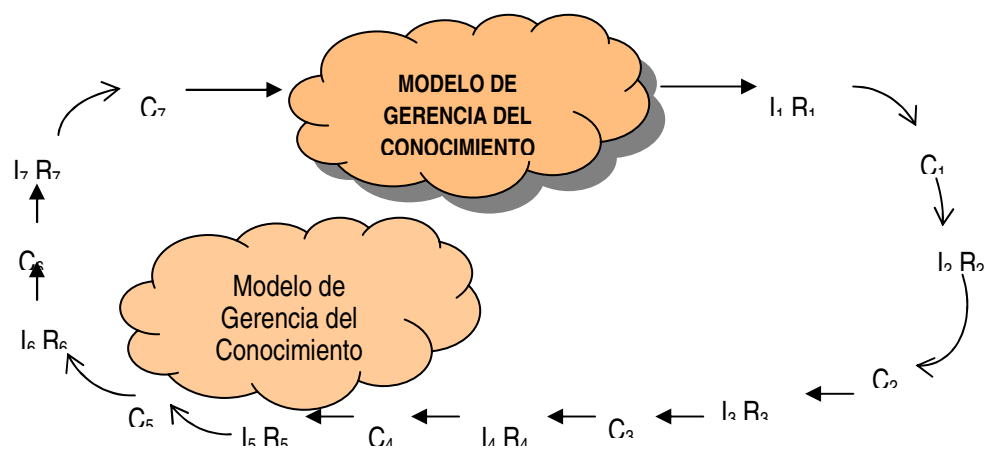 MODELO DE
GERENCIA DEL
CONOCIMIENTO
I₁ R₁
C₁
I₂ R₂
C₂
I₃ R₃
C₃
I₄ R₄
C₄
I₅ R₅
C₅
I₆ R₆
C₆
I₇ R₇
C₇
Modelo de
Gerencia del
Conocimiento